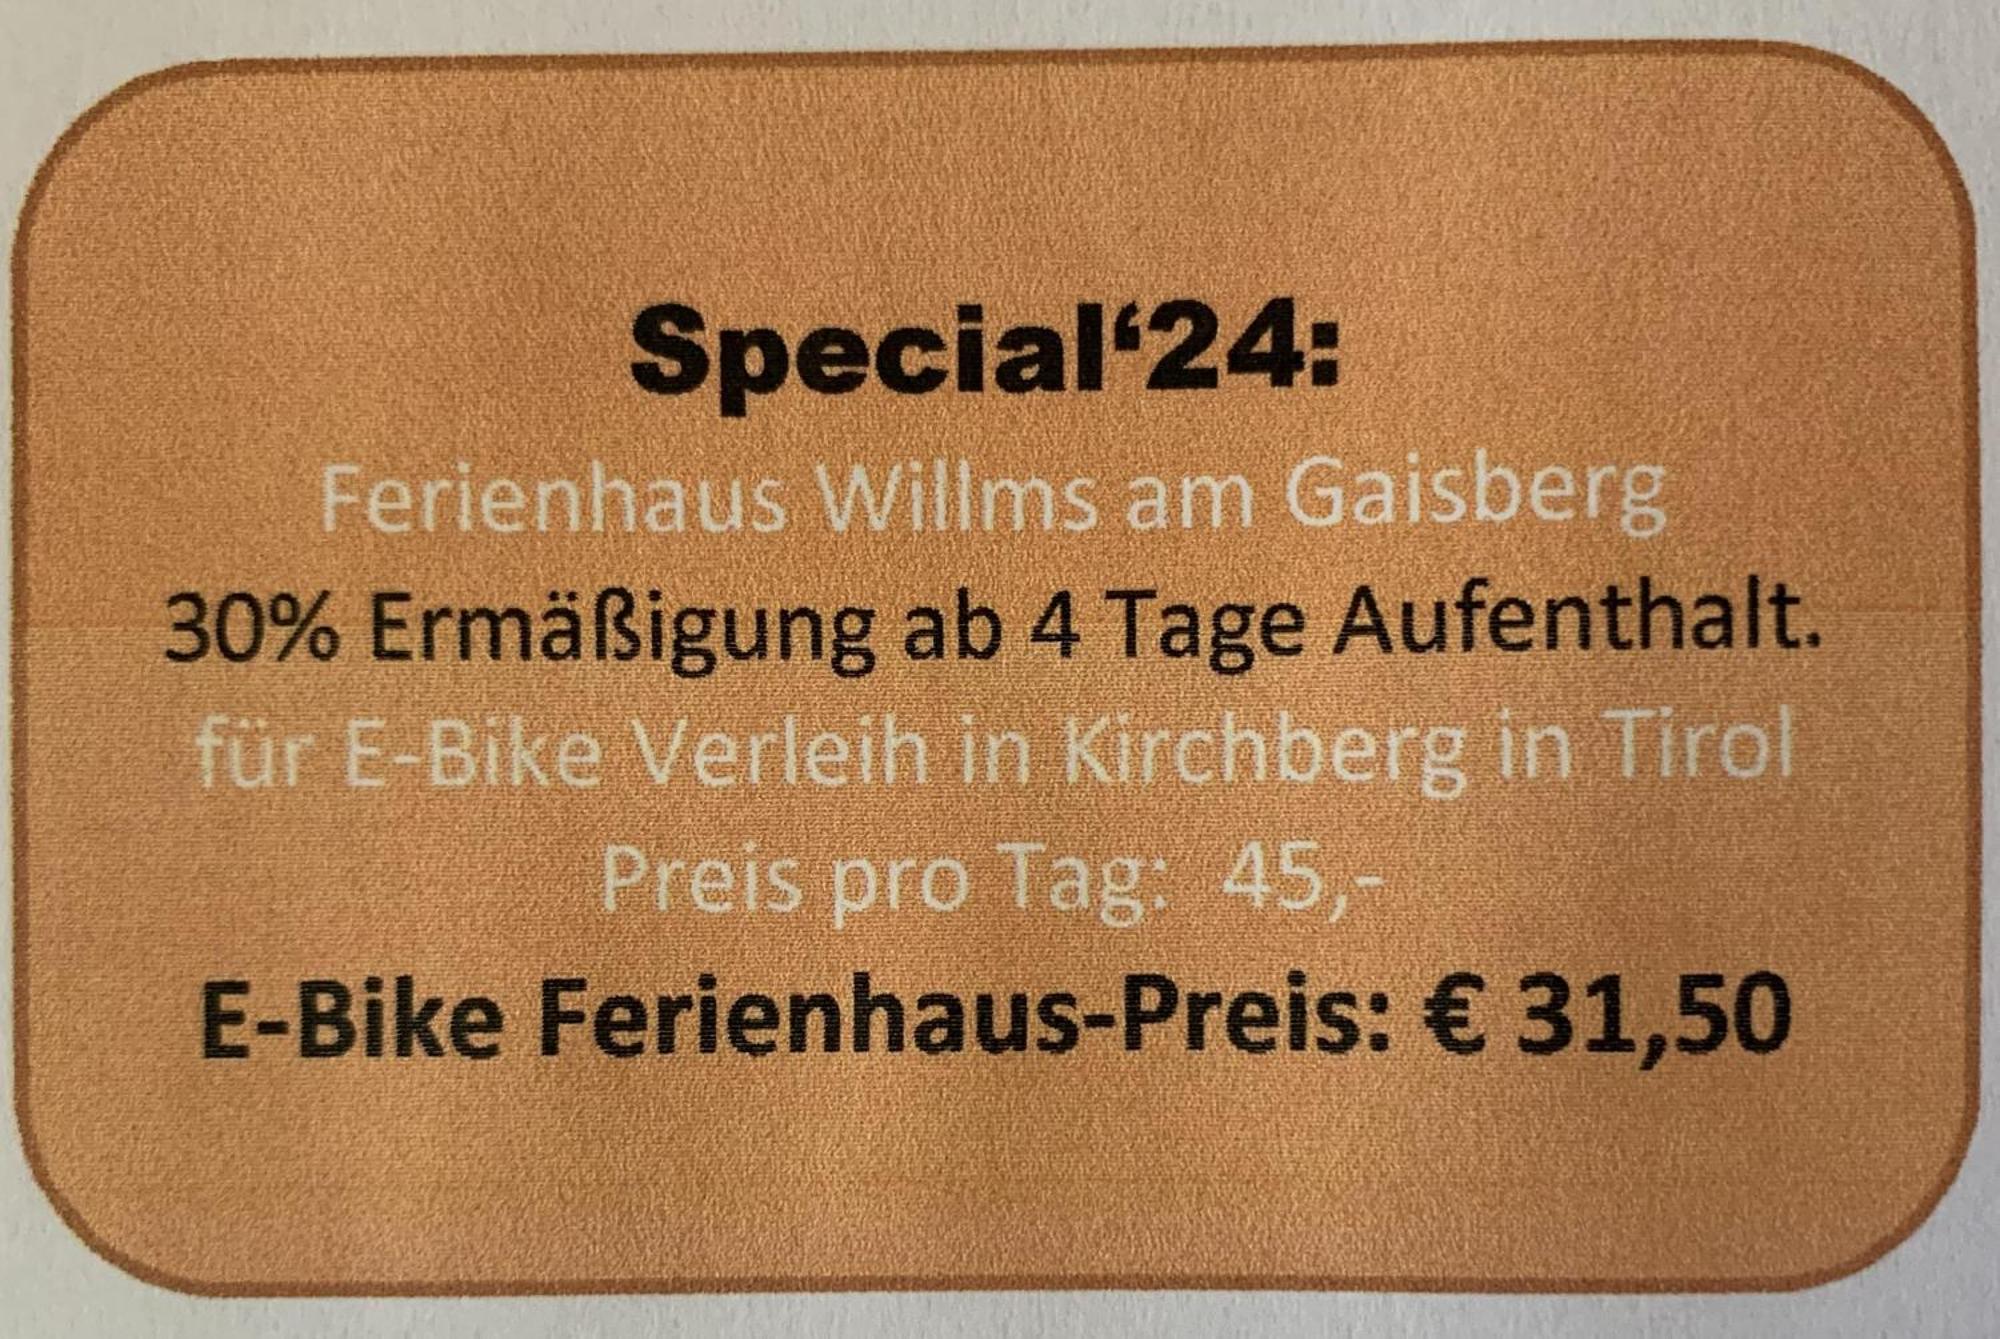 Special‘24:
Ferienhaus Willms am Gaisberg
30% Ermäßigung ab 4 Tage Aufenthalt.
für E-Bike Verleih in Kirchberg in Tirol
Preis pro Tag: 45,-
E-Bike Ferienhaus-Preis: € 31,50